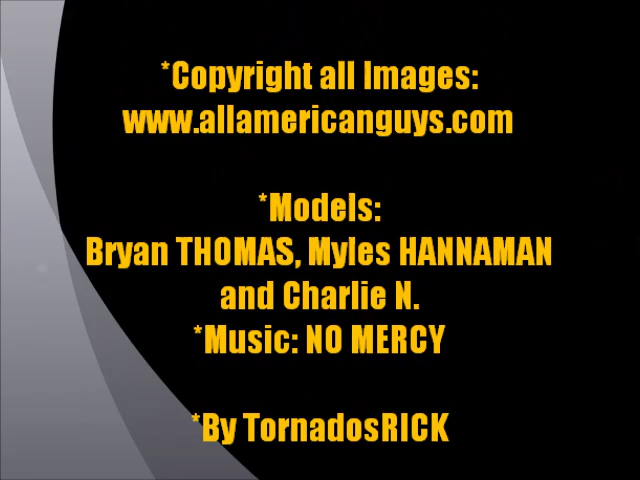 *Copyright all Images:
www.allamericanguys.com
*Models:
Bryan THOMAS, Myles HANNAMAN
and Charlie N.
*Music: NO MERCY
*By TornadosRICK